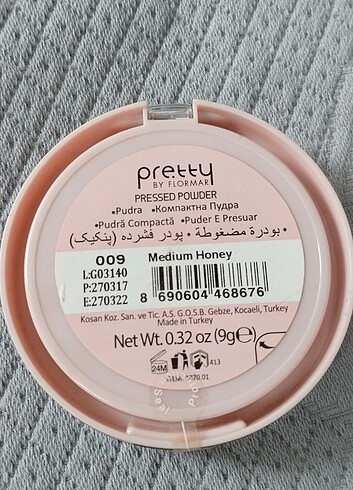 pretty
BY FLORMAR
PRESSED POWDER
•Pudra •Компактна Пудра
•Pudră Compactă •Puder E Presuar
•بودرة مضغوطة •پودر فشرده (پنکیک)
009 Medium Honey
L:G03140
P:270317
E:270322
8 690604 468676
Kosan Koz. San. ve Tic. A.S. G.O.S.B. Gebze, Kocaeli, Turkey
Made in Turkey
Net Wt. 0.32 oz (9g℮)
24M
413